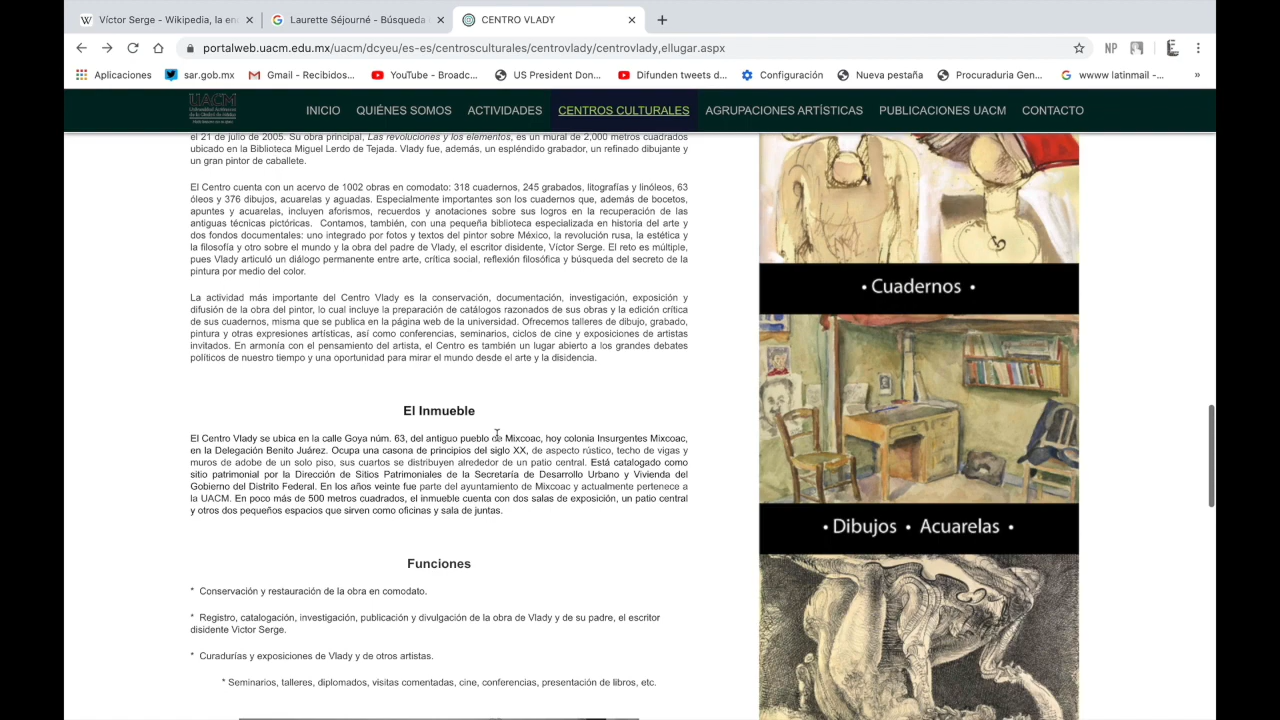 Víctor Serge - Wikipedia, la en
Laurette Séjourné - Búsqueda
CENTRO VLADY
portalweb.uacm.edu.mx/uacm/dcyeu/es-es/centrosculturales/centrovlady/centrovlady,ellugar.aspx
NP
Aplicaciones
sar.gob.mx
Gmail - Recibidos...
YouTube - Broadc...
US President Don...
Difunden tweets d...
Configuración
Nueva pestaña
Procuraduria Gen...
wwww latinmail -...
»
UACM
INICIO
QUIÉNES SOMOS
ACTIVIDADES
CENTROS CULTURALES
AGRUPACIONES ARTÍSTICAS
PUBLICACIONES UACM
CONTACTO
el 21 de julio de 2005. Su obra principal, Las revoluciones y los elementos, es un mural de 2,000 metros cuadrados
ubicado en la Biblioteca Miguel Lerdo de Tejada. Vlady fue, además, un espléndido grabador, un refinado dibujante y
un gran pintor de caballete.
El Centro cuenta con un acervo de 1002 obras en comodato: 318 cuadernos, 245 grabados, litografías y linóleos, 63
óleos y 376 dibujos, acuarelas y aguadas. Especialmente importantes son los cuadernos que, además de bocetos,
apuntes y acuarelas, incluyen aforismos, recuerdos y anotaciones sobre sus logros en la recuperación de las
antiguas técnicas pictóricas. Contamos, también, con una pequeña biblioteca especializada en historia del arte y
dos fondos documentales: uno integrado por fotos y textos del pintor sobre México, la revolución rusa, la estética y
la filosofía y otro sobre el mundo y la obra del padre de Vlady, el escritor disidente, Víctor Serge. El reto es múltiple,
pues Vlady articuló un diálogo permanente entre arte, crítica social, reflexión filosófica y búsqueda del secreto de la
pintura por medio del color.
La actividad más importante del Centro Vlady es la conservación, documentación, investigación, exposición y
difusión de la obra del pintor, lo cual incluye la preparación de catálogos razonados de sus obras y la edición crítica
de sus cuadernos, misma que se publica en la página web de la universidad. Ofrecemos talleres de dibujo, grabado,
pintura y otras expresiones artísticas, así como conferencias, seminarios, ciclos de cine y exposiciones de artistas
invitados. En armonía con el pensamiento del artista, el Centro es también un lugar abierto a los grandes debates
políticos de nuestro tiempo y una oportunidad para mirar el mundo desde el arte y la disidencia.
El Inmueble
El Centro Vlady se ubica en la calle Goya núm. 63, del antiguo pueblo de Mixcoac, hoy colonia Insurgentes Mixcoac,
en la Delegación Benito Juárez. Ocupa una casona de principios del siglo XX, de aspecto rústico, techo de vigas y
muros de adobe de un solo piso, sus cuartos se distribuyen alrededor de un patio central. Está catalogado como
sitio patrimonial por la Dirección de Sitios Patrimoniales de la Secretaría de Desarrollo Urbano y Vivienda del
Gobierno del Distrito Federal. En los años veinte fue parte del ayuntamiento de Mixcoac y actualmente pertenece a
la UACM. En poco más de 500 metros cuadrados, el inmueble cuenta con dos salas de exposición, un patio central
y otros dos pequeños espacios que sirven como oficinas y sala de juntas.
Funciones
* Conservación y restauración de la obra en comodato.
* Registro, catalogación, investigación, publicación y divulgación de la obra de Vlady y de su padre, el escritor
disidente Victor Serge.
* Curadurías y exposiciones de Vlady y de otros artistas.
* Seminarios, talleres, diplomados, visitas comentadas, cine, conferencias, presentación de libros, etc.
• Cuadernos •
• Dibujos • Acuarelas •